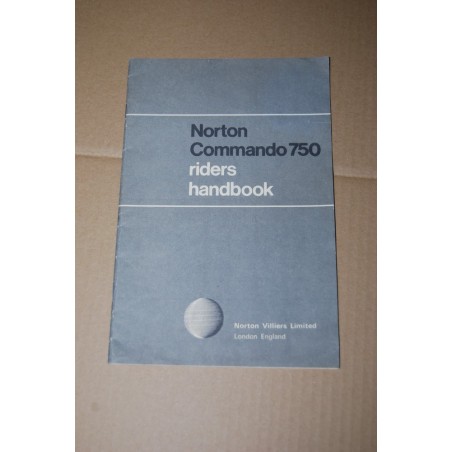 Norton
Commando 750
riders
handbook
Norton Villiers Limited
London England